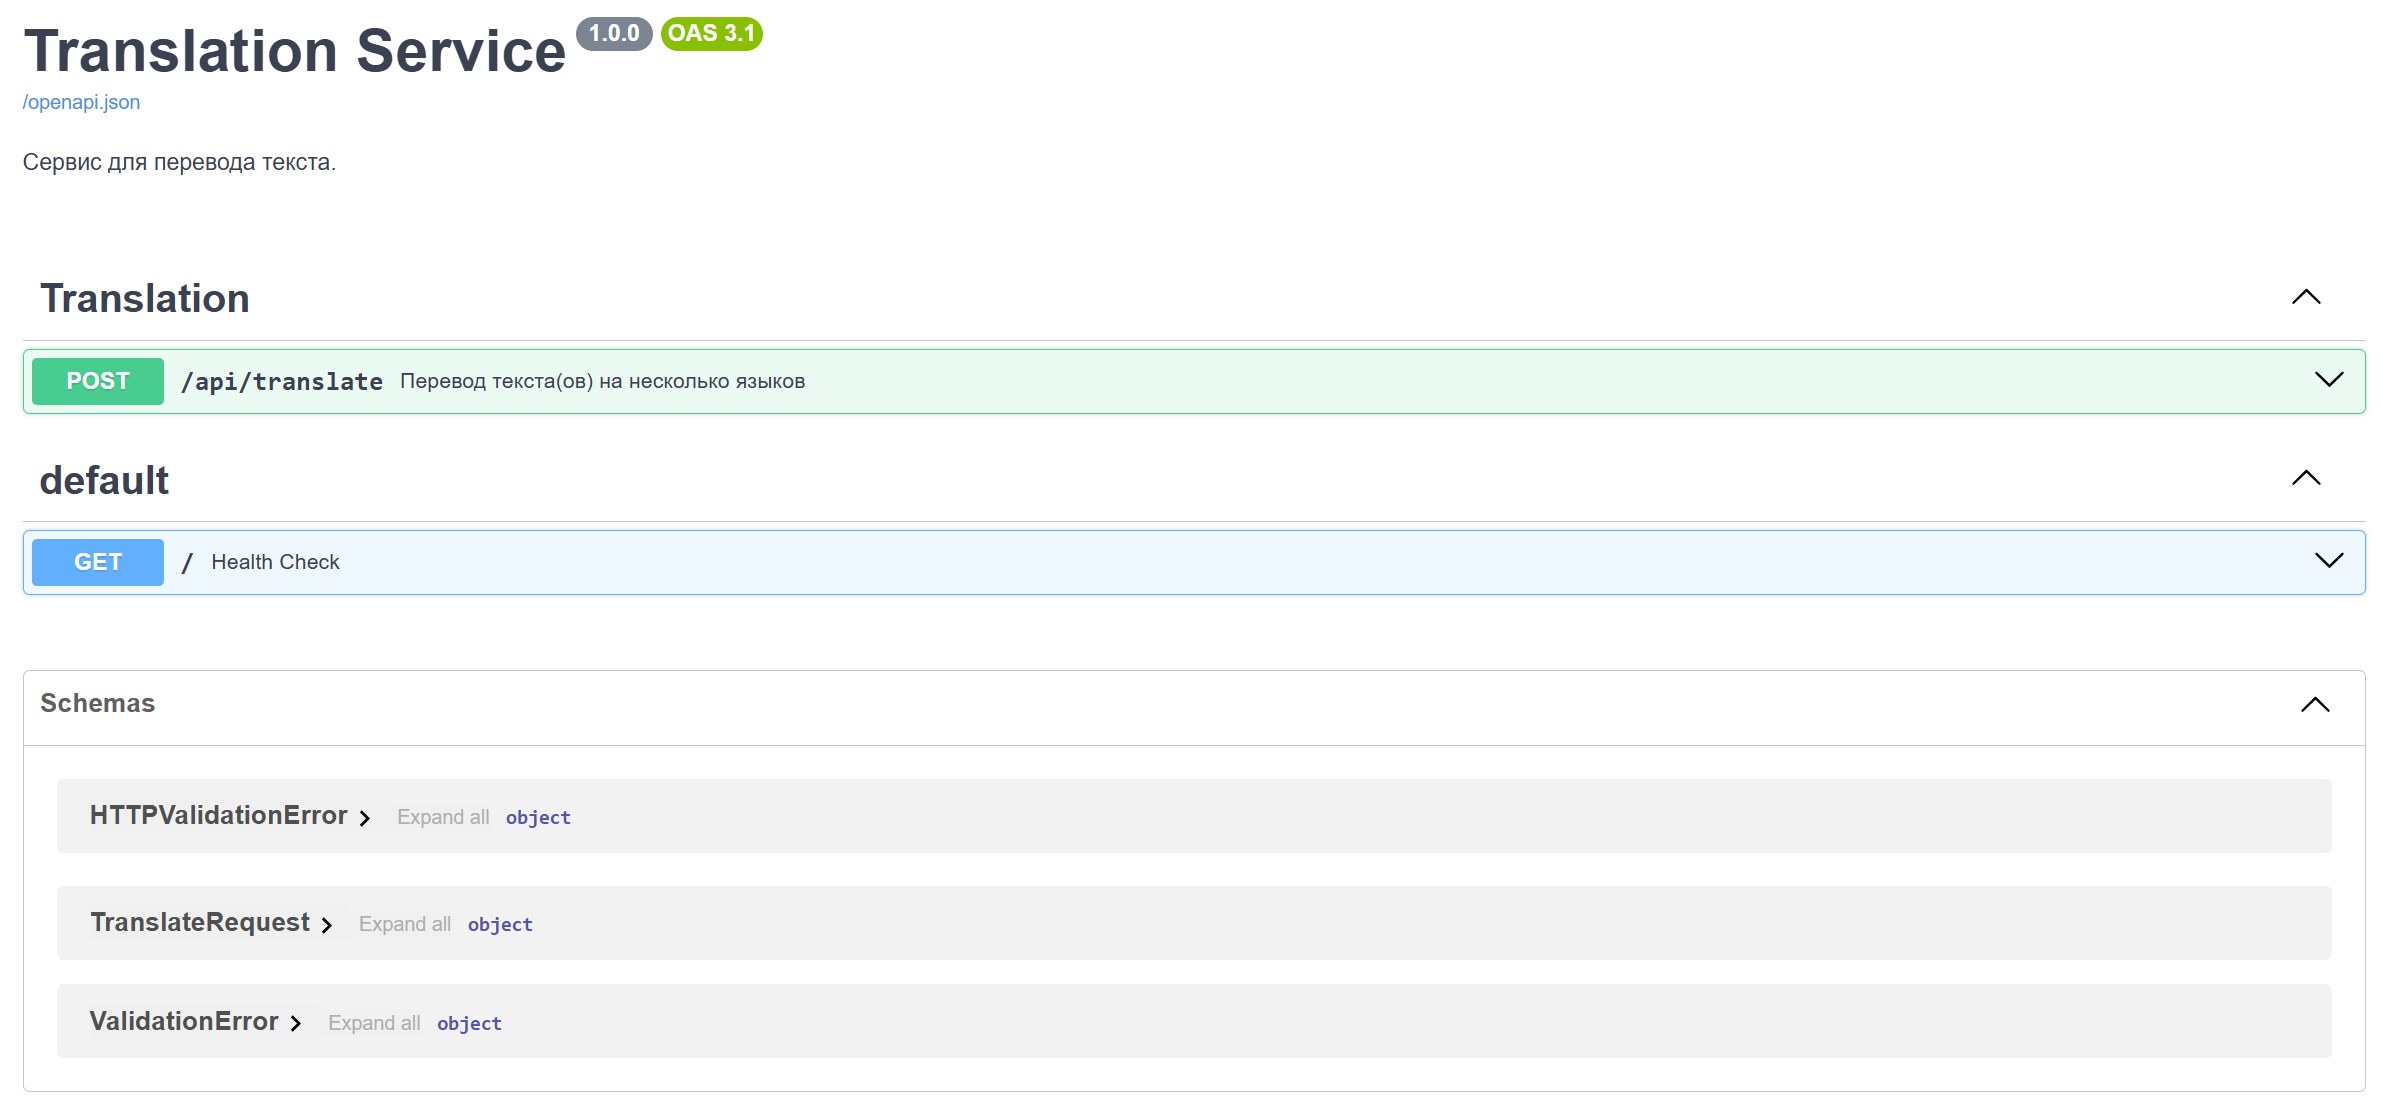 Translation Service 1.0.0 OAS 3.1
/openapi.json
Сервис для перевода текста.
Translation
POST /api/translate Перевод текста(ов) на несколько языков
default
GET / Health Check
Schemas
HTTPValidationError Expand all object
TranslateRequest Expand all object
ValidationError Expand all object